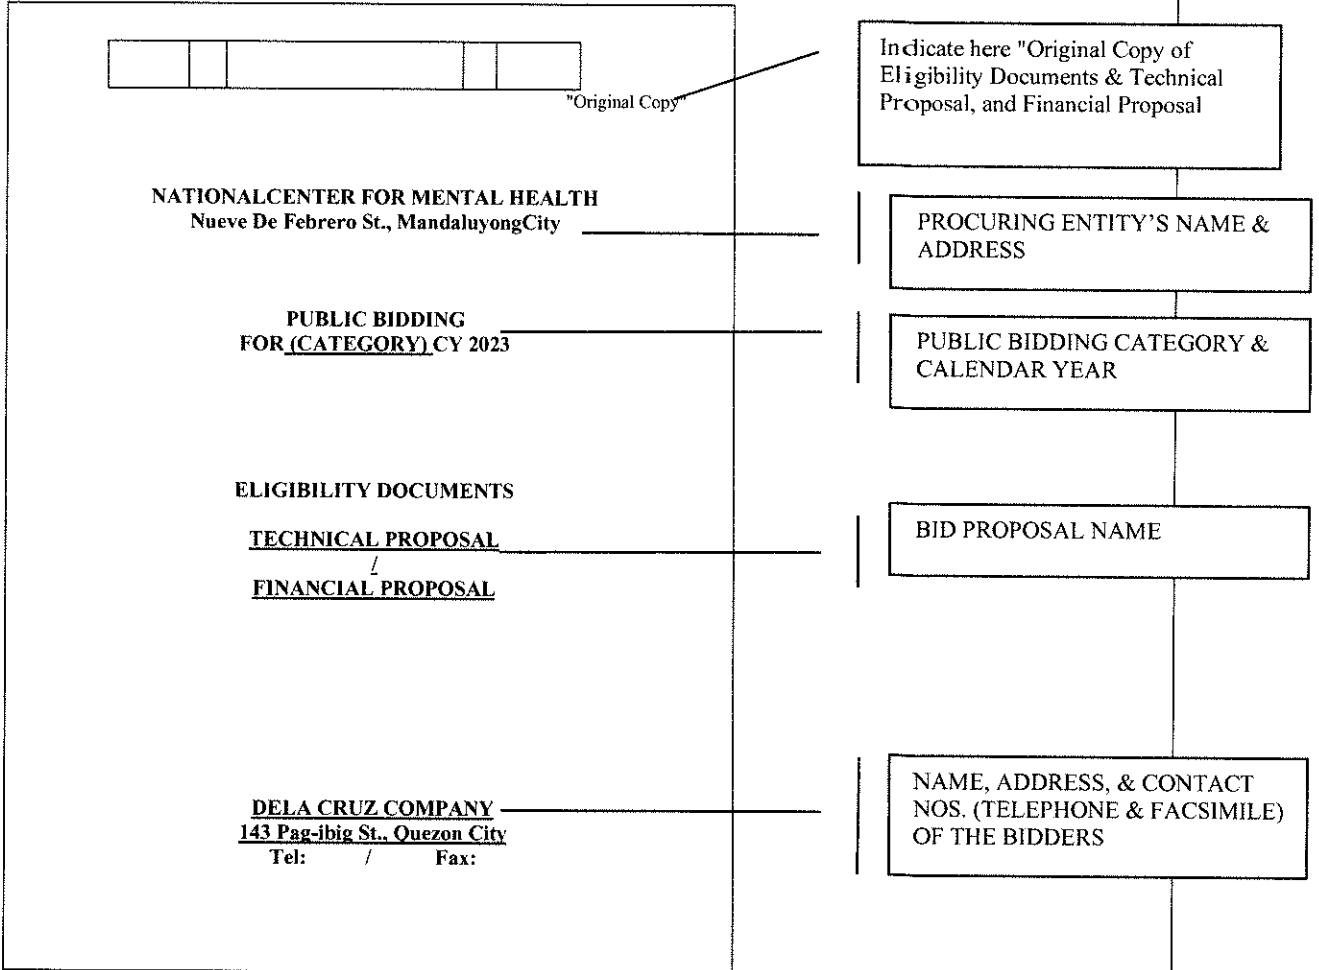 "Original Copy"
Indicate here "Original Copy of
Eligibility Documents & Technical
Proposal, and Financial Proposal
NATIONALCENTER FOR MENTAL HEALTH
Nueve De Febrero St., MandaluyongCity
PROCURING ENTITY'S NAME &
ADDRESS
PUBLIC BIDDING
FOR (CATEGORY) CY 2023
PUBLIC BIDDING CATEGORY &
CALENDAR YEAR
ELIGIBILITY DOCUMENTS
TECHNICAL PROPOSAL
/
FINANCIAL PROPOSAL
BID PROPOSAL NAME
DELA CRUZ COMPANY
143 Pag-ibig St., Quezon City
Tel: / Fax:
NAME, ADDRESS, & CONTACT
NOS. (TELEPHONE & FACSIMILE)
OF THE BIDDERS